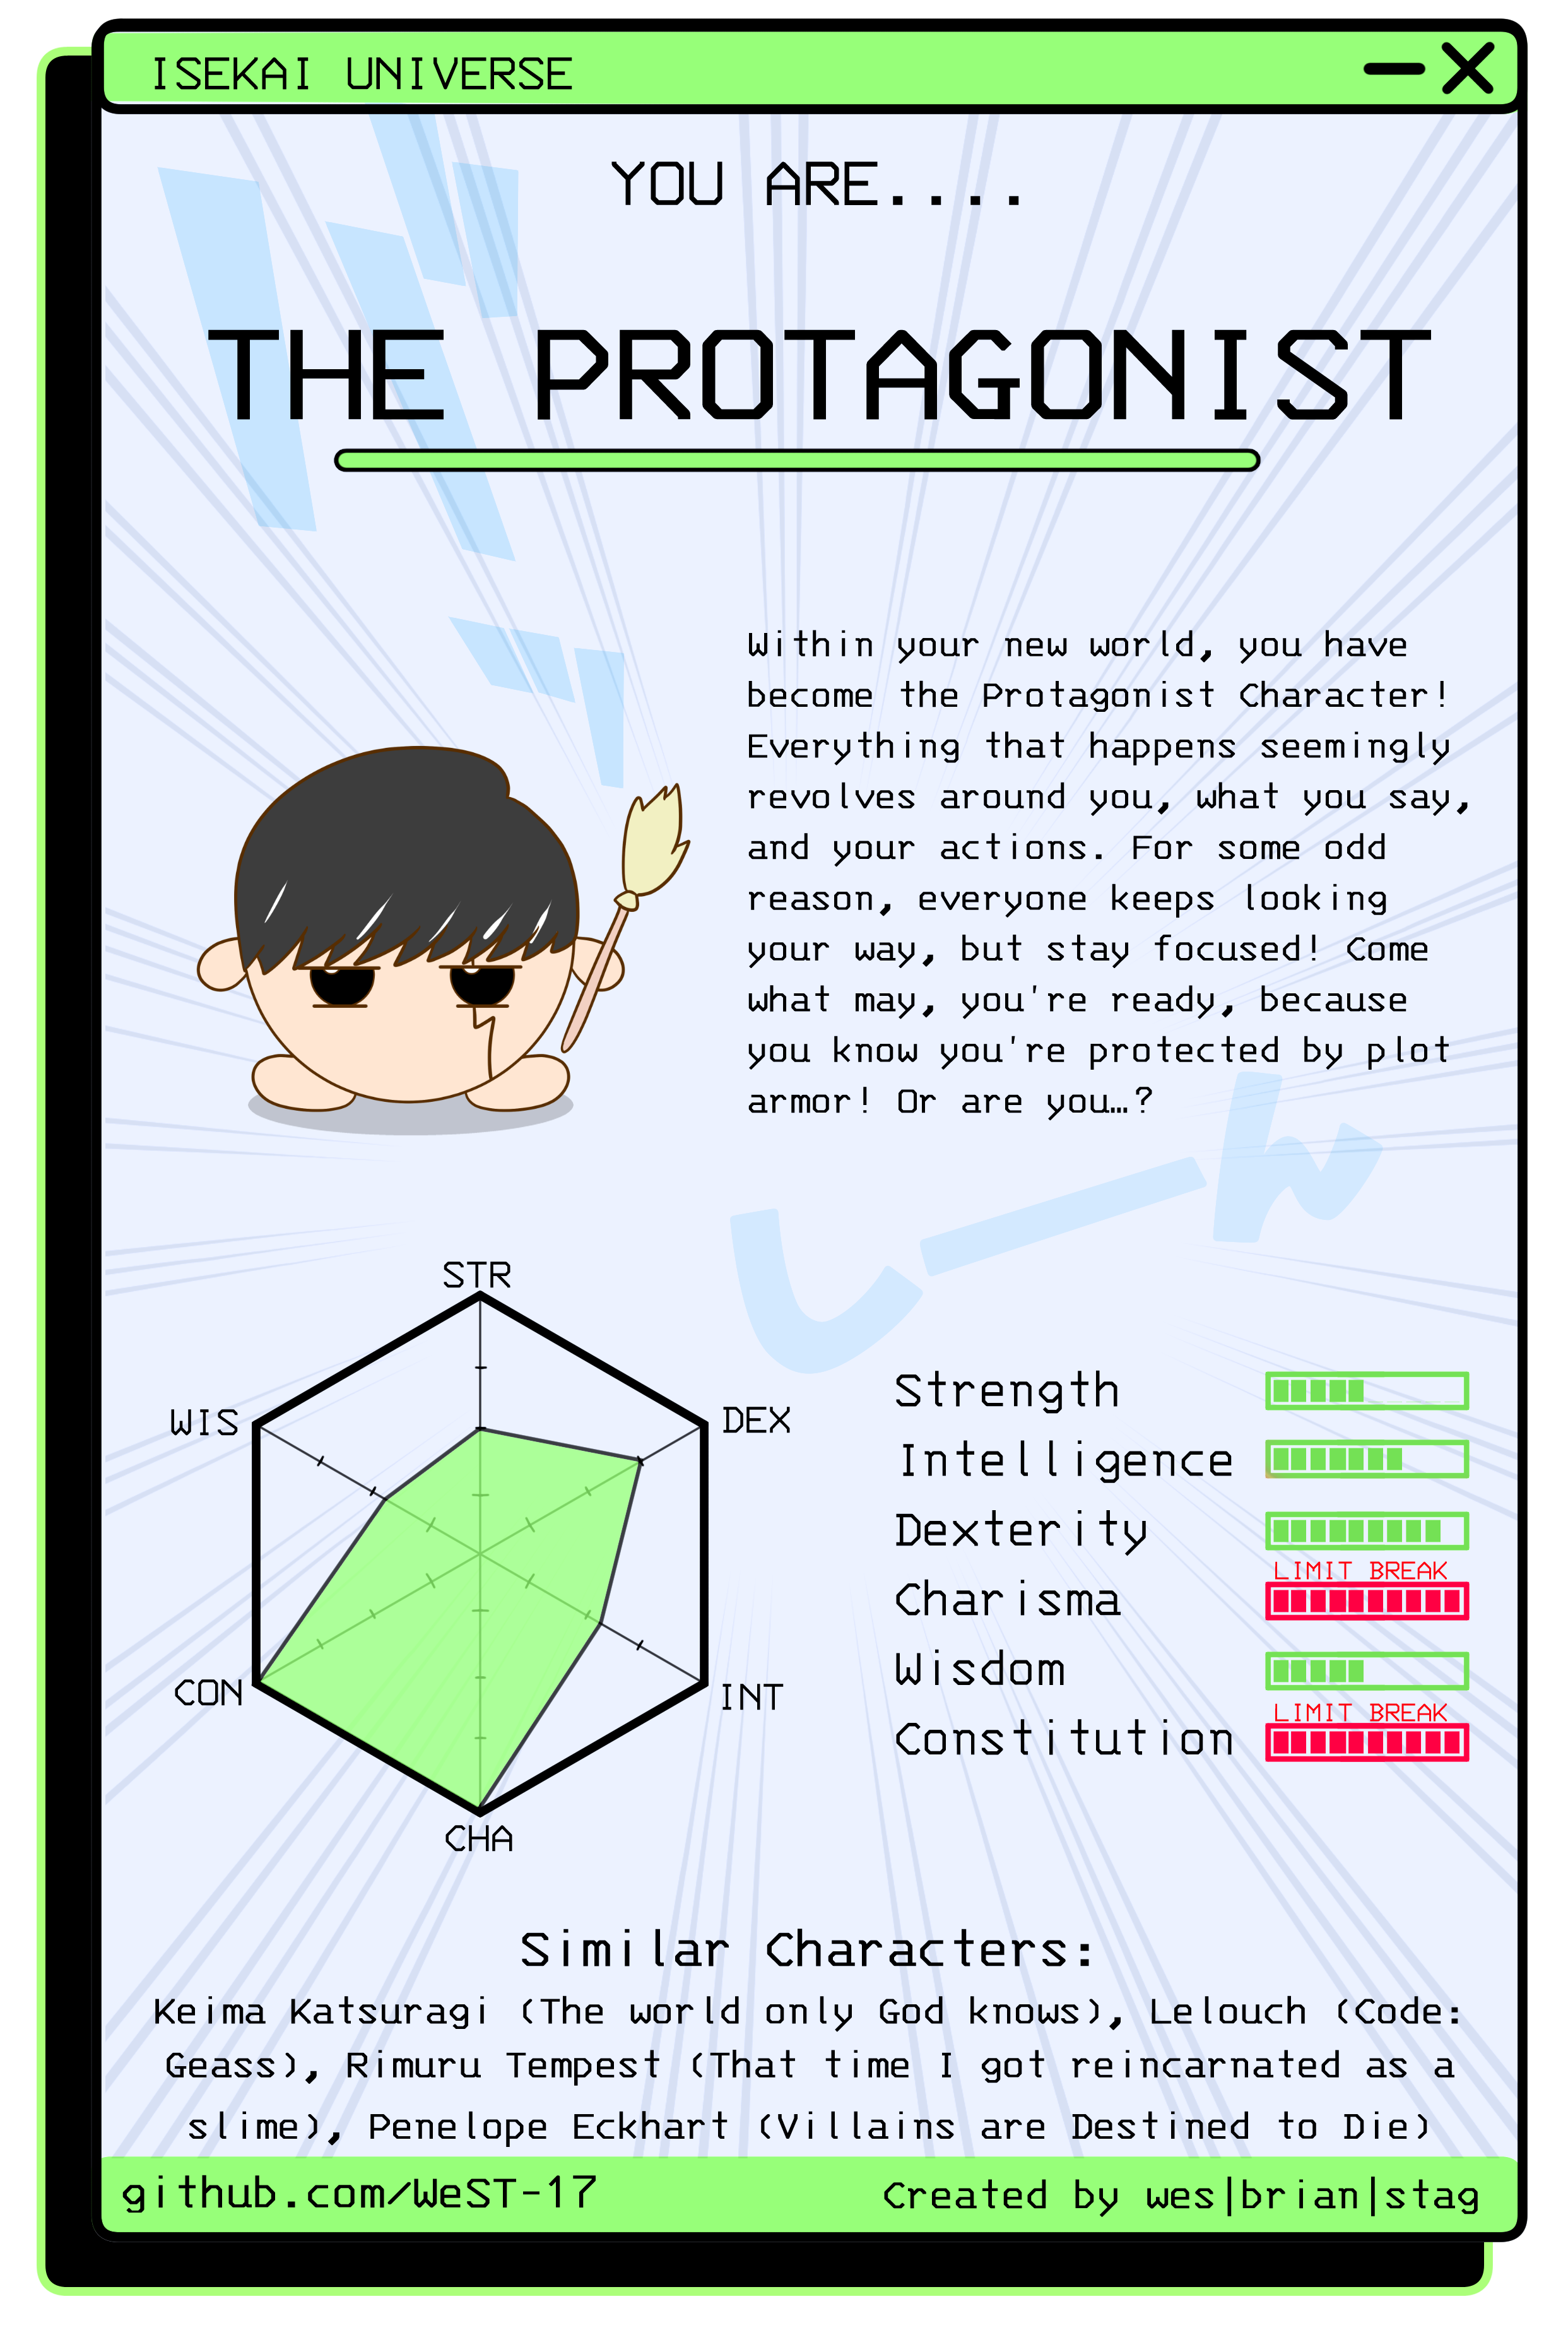 ISEKAI UNIVERSE
YOU ARE....
THE PROTAGONIST
Within your new world, you have
become the Protagonist Character!
Everything that happens seemingly
revolves around you, what you say,
and your actions. For some odd
reason, everyone keeps looking
your way, but stay focused! Come
what may, you're ready, because
you know you're protected by plot
armor! Or are you…?
STR
WIS
DEX
CON
INT
CHA
Strength
Intelligence
Dexterity
LIMIT BREAK
Charisma
Wisdom
LIMIT BREAK
Constitution
Similar Characters:
Keima Katsuragi (The world only God knows), Lelouch (Code:
Geass), Rimuru Tempest (That time I got reincarnated as a
slime), Penelope Eckhart (Villains are Destined to Die)
github.com/WeST-17
Created by wes|brian|stag